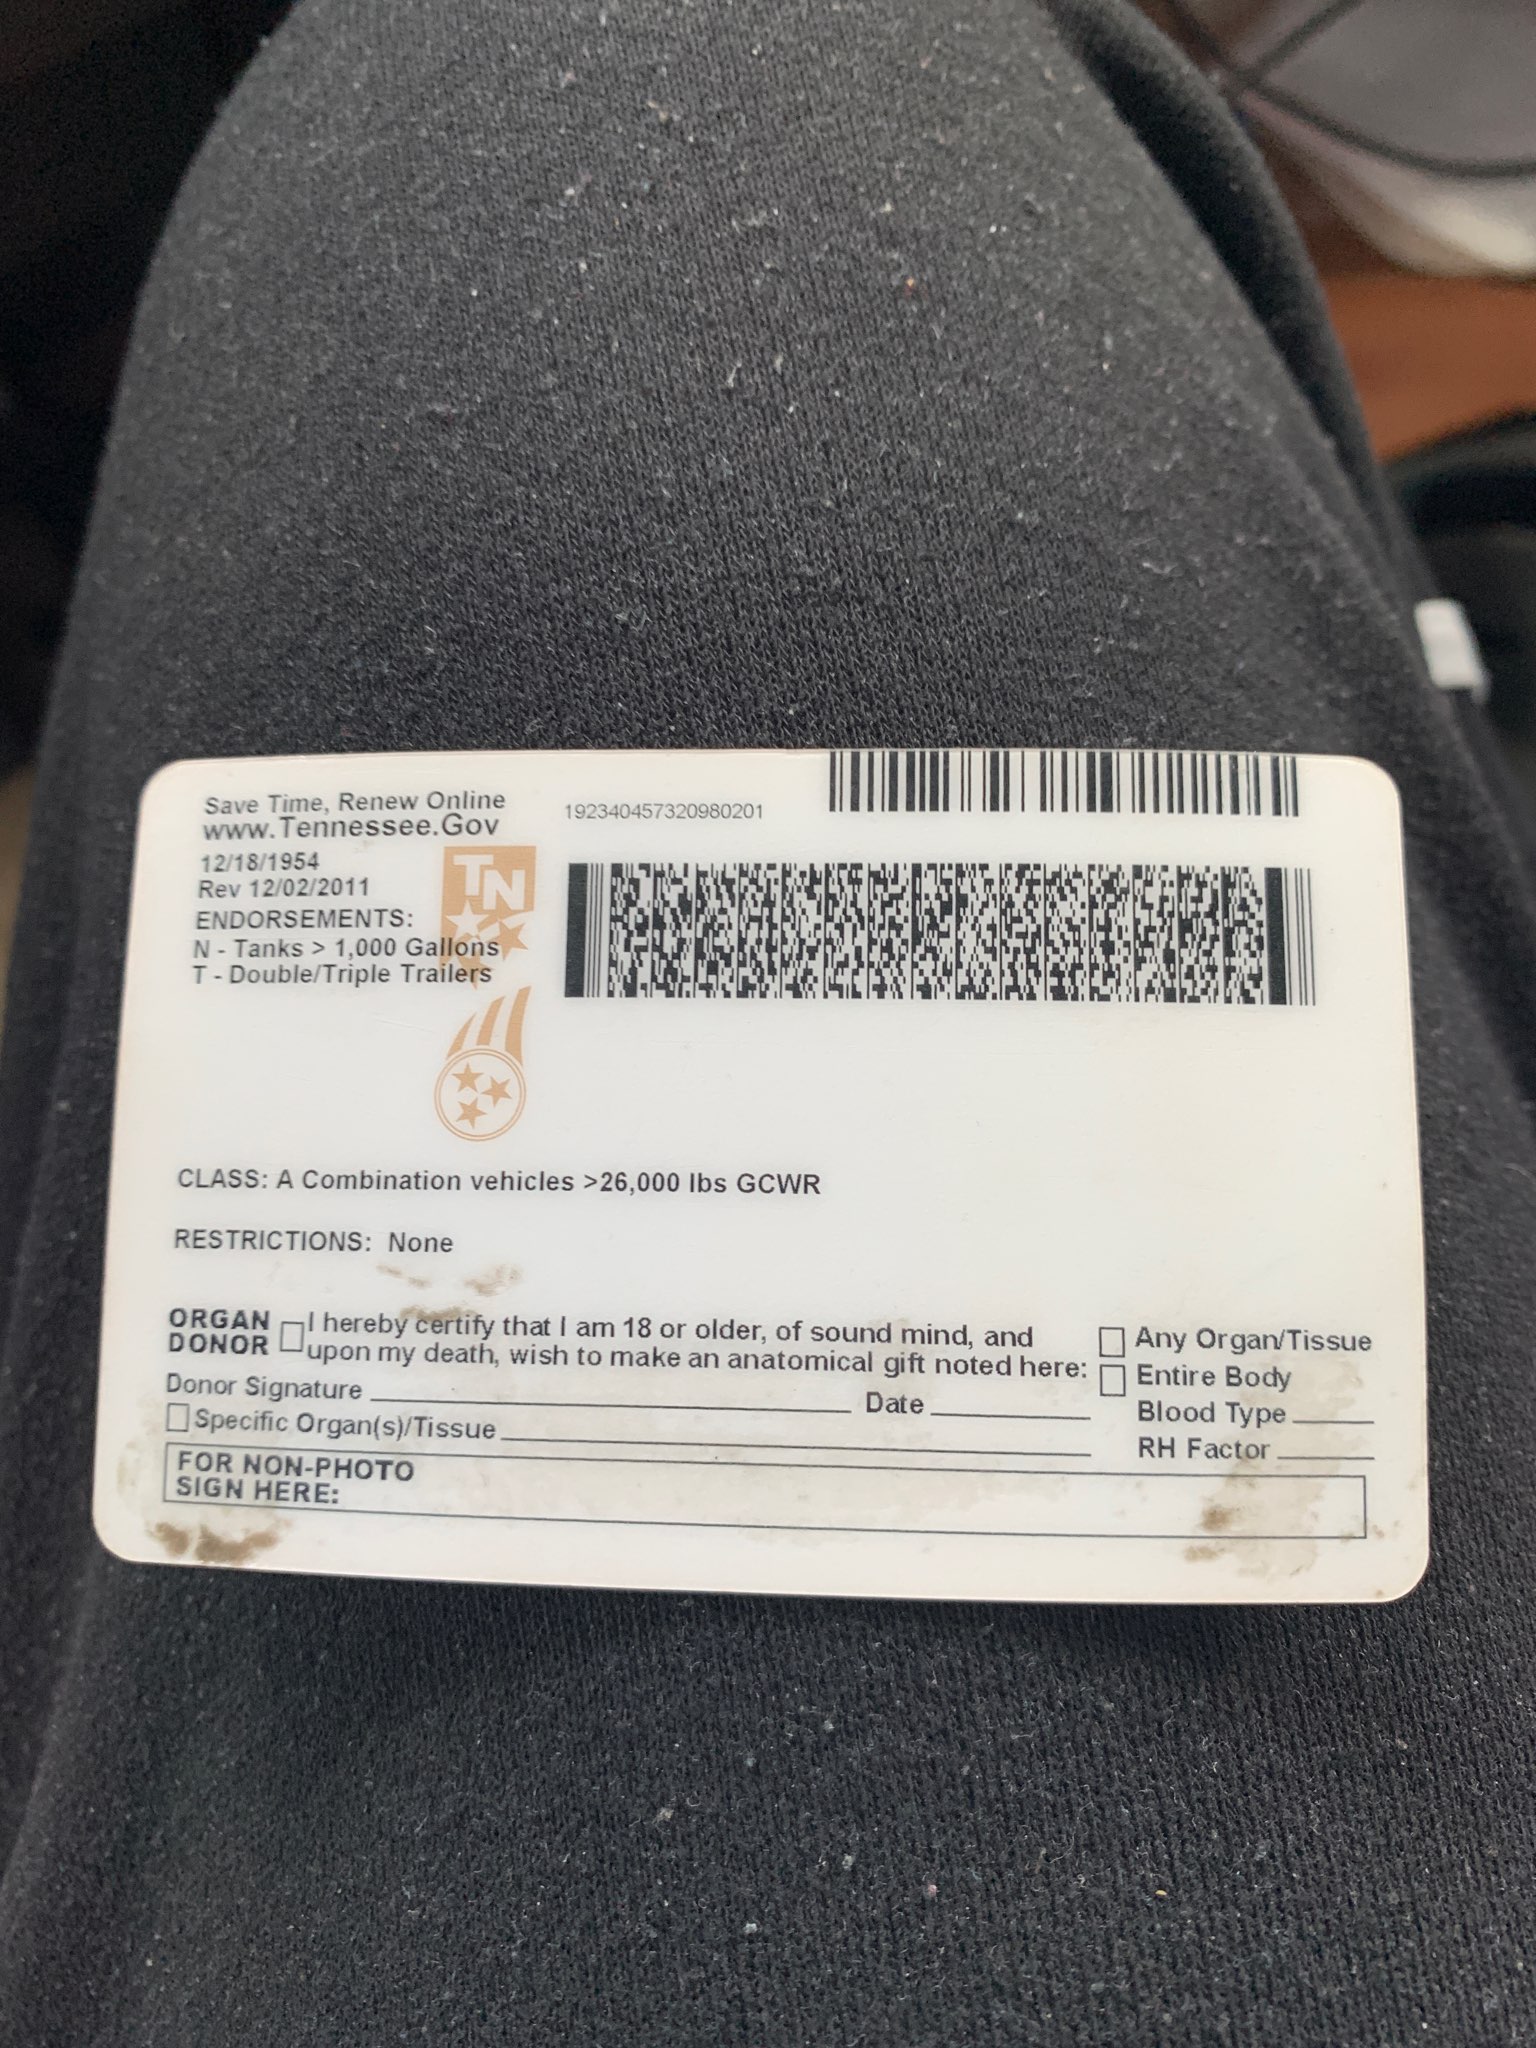 Save Time, Renew Online
www.Tennessee.Gov
192340457320980201
12/18/1954
Rev 12/02/2011
TN
ENDORSEMENTS:
N - Tanks > 1,000 Gallons
T - Double/Triple Trailers
CLASS: A Combination vehicles >26,000 lbs GCWR
RESTRICTIONS: None
ORGAN DONOR
I hereby certify that I am 18 or older, of sound mind, and
upon my death, wish to make an anatomical gift noted here:
Any Organ/Tissue
Entire Body
Donor Signature Date
Blood Type
Specific Organ(s)/Tissue
RH Factor
FOR NON-PHOTO
SIGN HERE: